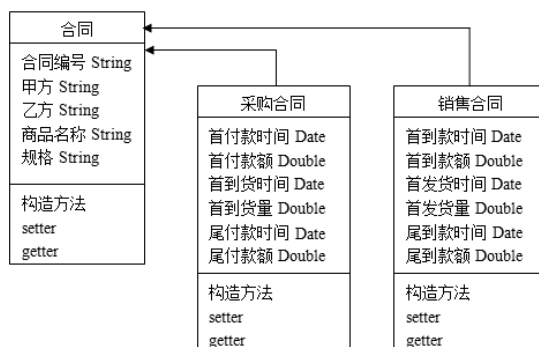 合同
合同编号 String
甲方 String
乙方 String
商品名称 String
规格 String
构造方法
setter
getter
采购合同
首付款时间 Date
首付款额 Double
首到货时间 Date
首到货量 Double
尾付款时间 Date
尾付款额 Double
构造方法
setter
getter
销售合同
首到款时间 Date
首到款额 Double
首发货时间 Date
首发货量 Double
尾到款时间 Date
尾到款额 Double
构造方法
setter
getter